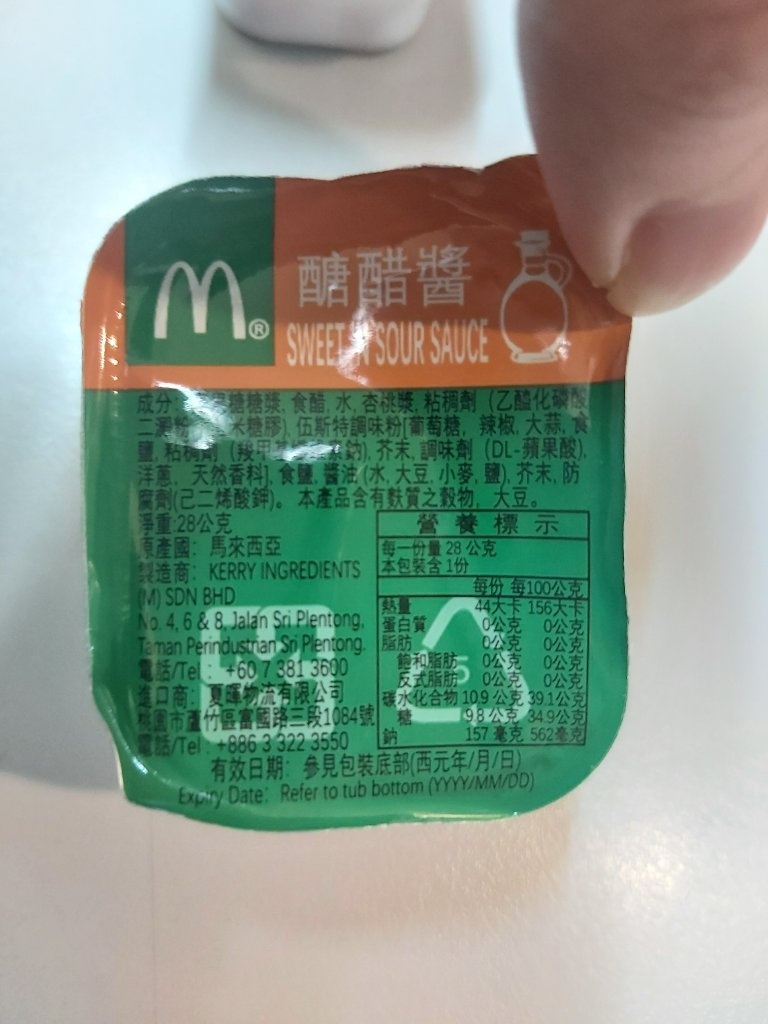 M®
醣醋醬
SWEET N SOUR SAUCE
成分: 糖糖漿, 食醋, 水, 杏桃漿, 粘稠劑 (乙醯化磷酸
二澱粉 米糖膠), 伍斯特調味粉[葡萄糖, 辣椒, 大蒜, 食
鹽, 粘稠劑 (羧甲 鈉), 芥末, 調味劑 (DL-蘋果酸),
洋蔥, 天然香料], 食鹽, 醬油 (水, 大豆, 小麥, 鹽), 芥末, 防
腐劑(己二烯酸鉀)。 本產品含有麩質之穀物, 大豆。
淨重:28公克
原產國: 馬來西亞
製造商: KERRY INGREDIENTS
(M) SDN BHD
No. 4, 6 & 8, Jalan Sri Plentong,
Taman Perindustrian Sri Plentong.
電話/Tel : +60 7 381 3600
進口商: 夏暉物流有限公司
桃園市蘆竹區富國路三段1084號
電話/Tel : +886 3 322 3550
營養標示
每一份量 28 公克
本包裝含 1份
每份 每100公克
熱量 44大卡 156大卡
蛋白質 0公克 0公克
脂肪 0公克 0公克
飽和脂肪 0公克 0公克
反式脂肪 0公克 0公克
碳水化合物 10.9 公克 39.1公克
糖 9.8 公克 34.9公克
鈉 157 毫克 562毫克
5
有效日期: 參見包裝底部(西元年/月/日)
Expiry Date: Refer to tub bottom (YYYY/MM/DD)